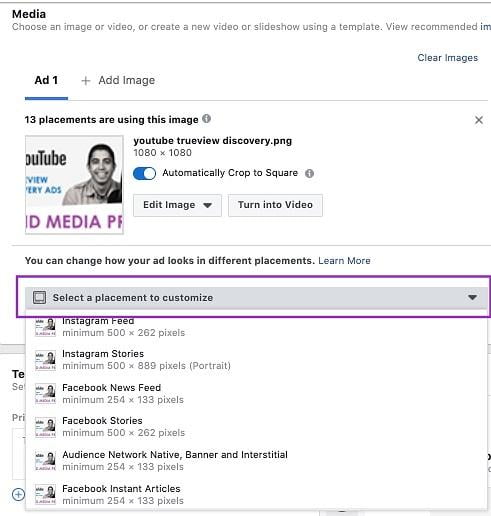 Media
Choose an image or video, or create a new video or slideshow using a template. View recommended im
Clear Images
Ad 1 + Add Image
13 placements are using this image
youtube trueview discovery.png
1080 × 1080
ouTube
VIEW
ERY ADS
ID MEDIA PR
Automatically Crop to Square
Edit Image
Turn into Video
You can change how your ad looks in different placements. Learn More
Select a placement to customize
Instagram Feed
minimum 500 × 262 pixels
Instagram Stories
minimum 500 × 889 pixels (Portrait)
Facebook News Feed
minimum 254 × 133 pixels
Facebook Stories
minimum 500 × 262 pixels
Audience Network Native, Banner and Interstitial
minimum 254 × 133 pixels
Facebook Instant Articles
minimum 254 × 133 pixels
Te
Set
Pri